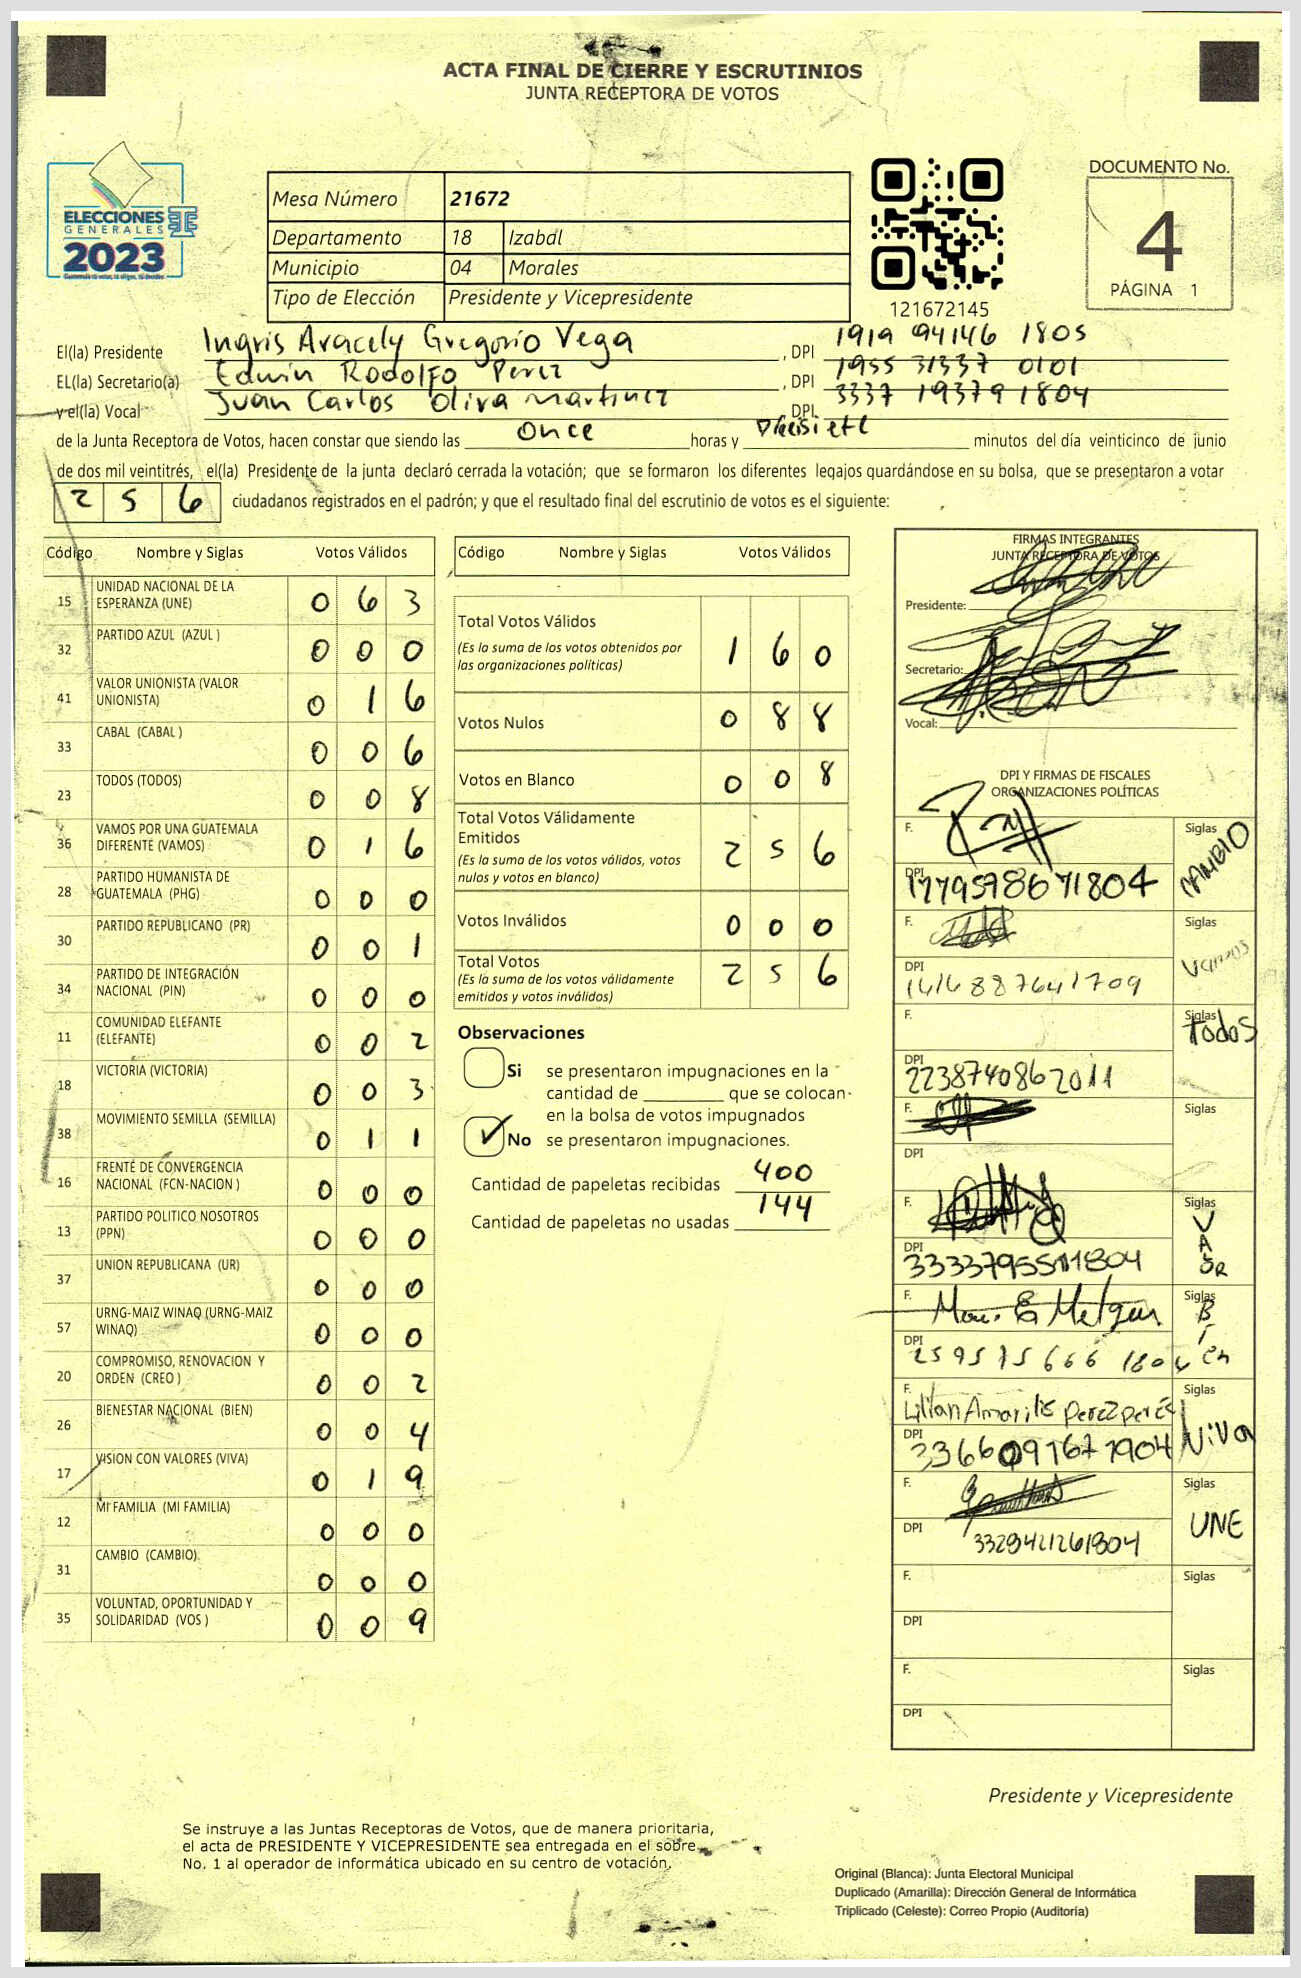 ACTA FINAL DE CIERRE Y ESCRUTINIOS
JUNTA RECEPTORA DE VOTOS
ELECCIONES
GENERALES
2023
Mesa Número 21672
Departamento 18 Izabal
Municipio 04 Morales
Tipo de Elección Presidente y Vicepresidente
121672145
DOCUMENTO No.
4
PÁGINA 1
El(la) Presidente Ingris Aracely Gregorio Vega, DPI 1919 94146 1805
EL(la) Secretario(a) Edwin Rodolfo Perez, DPI 1955 31337 0101
y el(la) Vocal Juan Carlos Oliva Martinez DPI. 3337 19379 1804
de la Junta Receptora de Votos, hacen constar que siendo las once horas y Diecisiete minutos del día veinticinco de junio
de dos mil veintitrés, el(la) Presidente de la junta declaró cerrada la votación; que se formaron los diferentes legajos guardándose en su bolsa, que se presentaron a votar
2 5 6 ciudadanos registrados en el padrón; y que el resultado final del escrutinio de votos es el siguiente:
Código Nombre y Siglas Votos Válidos
15 UNIDAD NACIONAL DE LA ESPERANZA (UNE) 0 6 3
32 PARTIDO AZUL (AZUL ) 0 0 0
41 VALOR UNIONISTA (VALOR UNIONISTA) 0 1 6
33 CABAL (CABAL ) 0 0 6
23 TODOS (TODOS) 0 0 8
36 VAMOS POR UNA GUATEMALA DIFERENTE (VAMOS) 0 1 6
28 PARTIDO HUMANISTA DE GUATEMALA (PHG) 0 0 0
30 PARTIDO REPUBLICANO (PR) 0 0 1
34 PARTIDO DE INTEGRACIÓN NACIONAL (PIN) 0 0 0
11 COMUNIDAD ELEFANTE (ELEFANTE) 0 0 2
18 VICTORIA (VICTORIA) 0 0 3
38 MOVIMIENTO SEMILLA (SEMILLA) 0 1 1
16 FRENTE DE CONVERGENCIA NACIONAL (FCN-NACION ) 0 0 0
13 PARTIDO POLITICO NOSOTROS (PPN) 0 0 0
37 UNION REPUBLICANA (UR) 0 0 0
57 URNG-MAIZ WINAQ (URNG-MAIZ WINAQ) 0 0 0
20 COMPROMISO, RENOVACION Y ORDEN (CREO ) 0 0 2
26 BIENESTAR NACIONAL (BIEN) 0 0 4
17 VISION CON VALORES (VIVA) 0 1 9
12 MI FAMILIA (MI FAMILIA) 0 0 0
31 CAMBIO (CAMBIO) 0 0 0
35 VOLUNTAD, OPORTUNIDAD Y SOLIDARIDAD (VOS ) 0 0 9
Código Nombre y Siglas Votos Válidos
Total Votos Válidos 1 6 0
(Es la suma de los votos obtenidos por
las organizaciones políticas)
Votos Nulos 0 8 8
Votos en Blanco 0 0 8
Total Votos Válidamente
Emitidos 2 5 6
(Es la suma de los votos válidos, votos
nulos y votos en blanco)
Votos Inválidos 0 0 0
Total Votos 2 5 6
(Es la suma de los votos válidamente
emitidos y votos inválidos)
Observaciones
Si se presentaron impugnaciones en la
cantidad de ________ que se colocan
en la bolsa de votos impugnados
No se presentaron impugnaciones.
Cantidad de papeletas recibidas 400
Cantidad de papeletas no usadas 144
FIRMAS INTEGRANTES
JUNTA RECEPTORA DE VOTOS
Presidente:
Secretario:
Vocal:
DPI Y FIRMAS DE FISCALES
ORGANIZACIONES POLÍTICAS
F. Siglas CAMBIO
DPI 1779598671804
F. Siglas Vamos
DPI 1416887641709
F. Siglas Todos
DPI 2238740862011
F. Siglas
DPI
F. Siglas
DPI
F. Siglas
DPI
F. Lilian Amarilis Perez Perez Siglas Viva
DPI 3366091671904
F. Siglas UNE
DPI 3329421261804
F. Siglas
DPI
F. Siglas
DPI
Presidente y Vicepresidente
Se instruye a las Juntas Receptoras de Votos, que de manera prioritaria,
el acta de PRESIDENTE Y VICEPRESIDENTE sea entregada en el sobre
No. 1 al operador de informática ubicado en su centro de votación.
Original (Blanca): Junta Electoral Municipal
Duplicado (Amarilla): Dirección General de Informática
Triplicado (Celeste): Correo Propio (Auditoría)